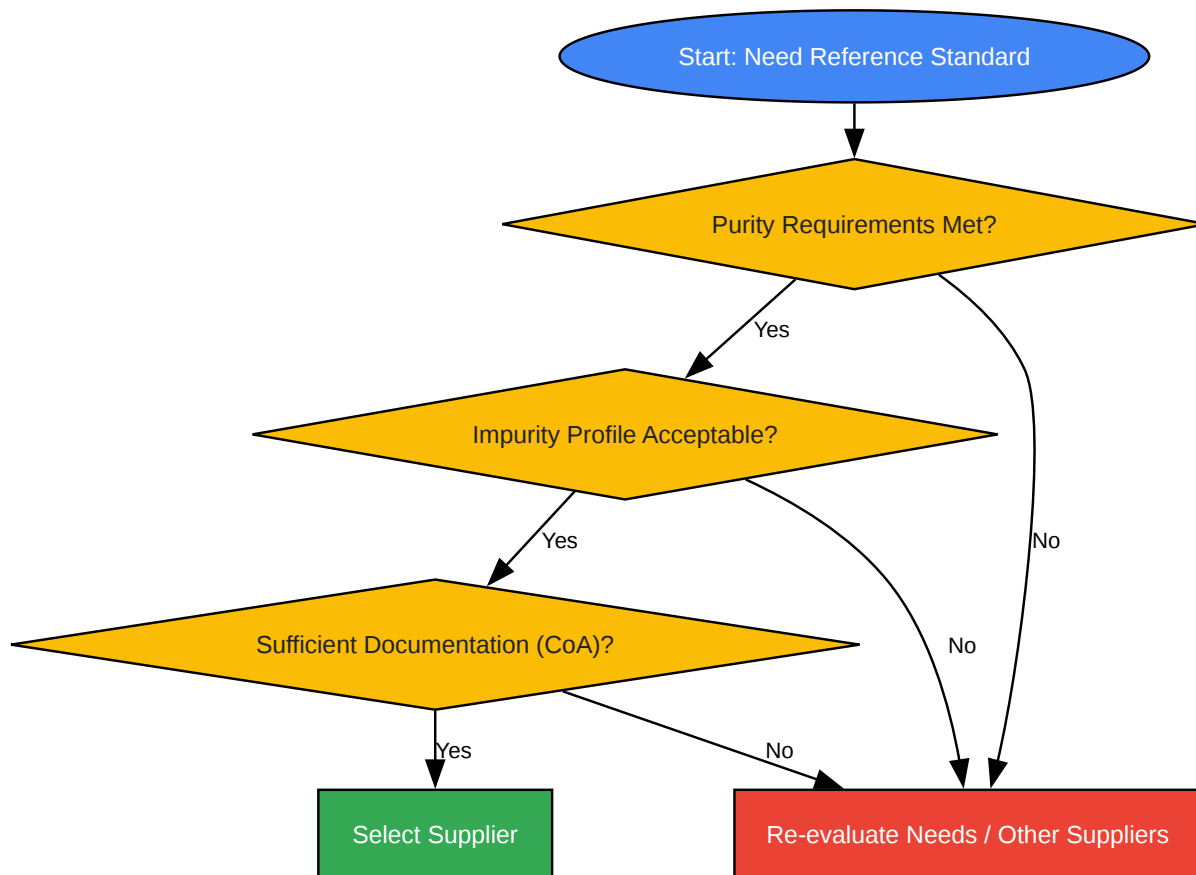 Start: Need Reference Standard
Purity Requirements Met?
Yes
Impurity Profile Acceptable?
Yes
No
Sufficient Documentation (CoA)?
No
Yes
No
Select Supplier
Re-evaluate Needs / Other Suppliers